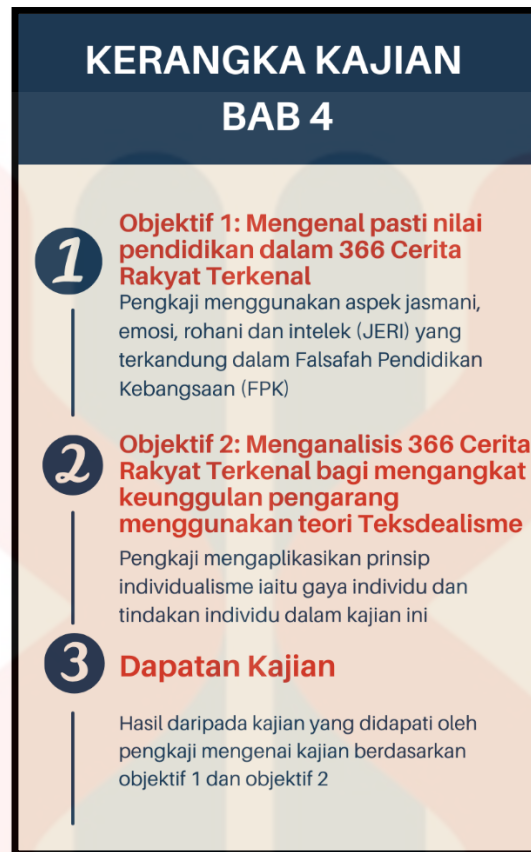 KERANGKA KAJIAN
BAB 4
1
Objektif 1: Mengenal pasti nilai
pendidikan dalam 366 Cerita
Rakyat Terkenal
Pengkaji menggunakan aspek jasmani,
emosi, rohani dan intelek (JERI) yang
terkandung dalam Falsafah Pendidikan
Kebangsaan (FPK)
2
Objektif 2: Menganalisis 366 Cerita
Rakyat Terkenal bagi mengangkat
keunggulan pengarang
menggunakan teori Teksdealisme
Pengkaji mengaplikasikan prinsip
individualisme iaitu gaya individu dan
tindakan individu dalam kajian ini
3
Dapatan Kajian
Hasil daripada kajian yang didapati oleh
pengkaji mengenai kajian berdasarkan
objektif 1 dan objektif 2